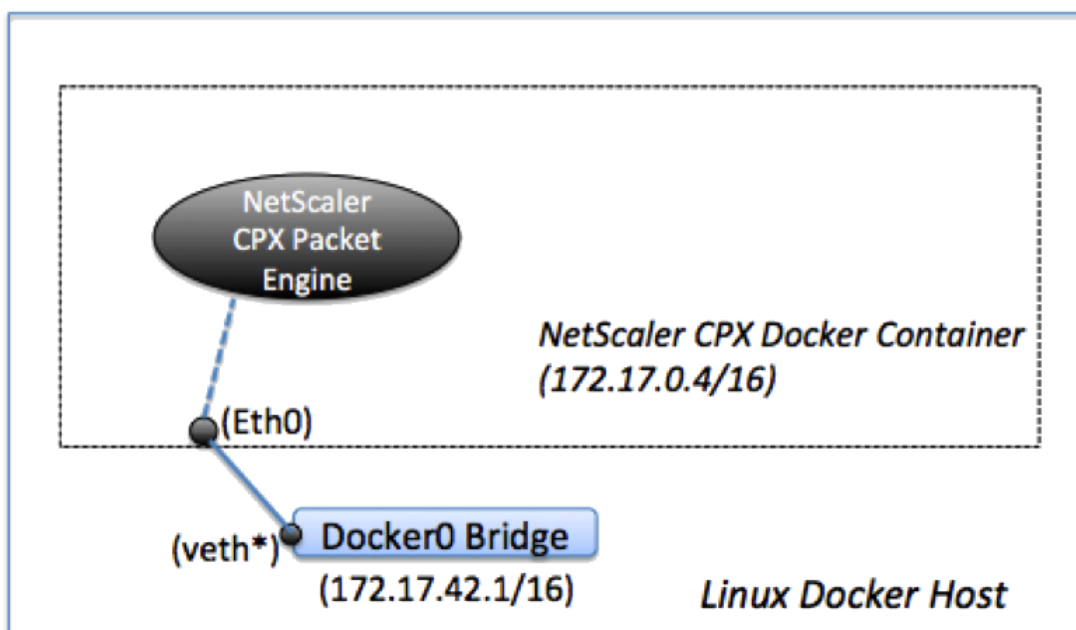 NetScaler
CPX Packet
Engine
NetScaler CPX Docker Container
(172.17.0.4/16)
(Eth0)
(veth*)
Docker0 Bridge
(172.17.42.1/16)
Linux Docker Host